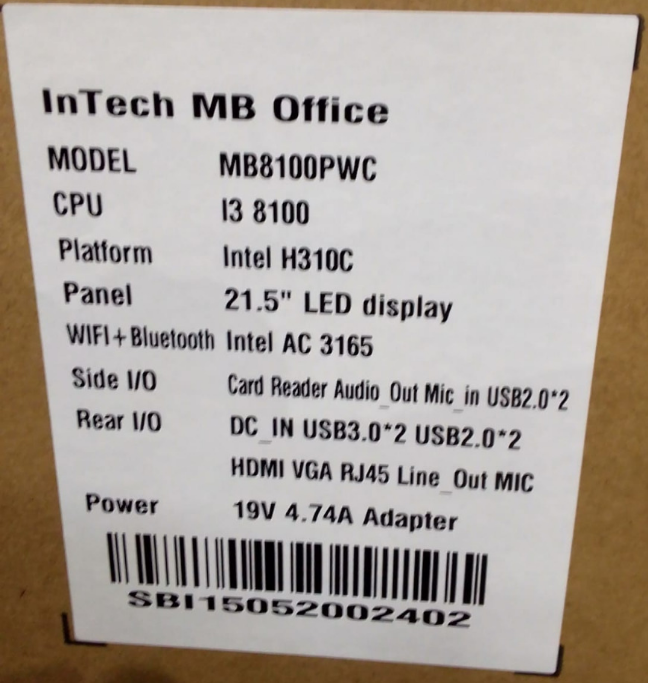 InTech MB Office
MODEL MB8100PWC
CPU I3 8100
Platform Intel H310C
Panel 21.5" LED display
WIFI+Bluetooth Intel AC 3165
Side I/O Card Reader Audio_Out Mic_in USB2.0*2
Rear I/O DC_IN USB3.0*2 USB2.0*2
HDMI VGA RJ45 Line_Out MIC
Power 19V 4.74A Adapter
SBI15052002402